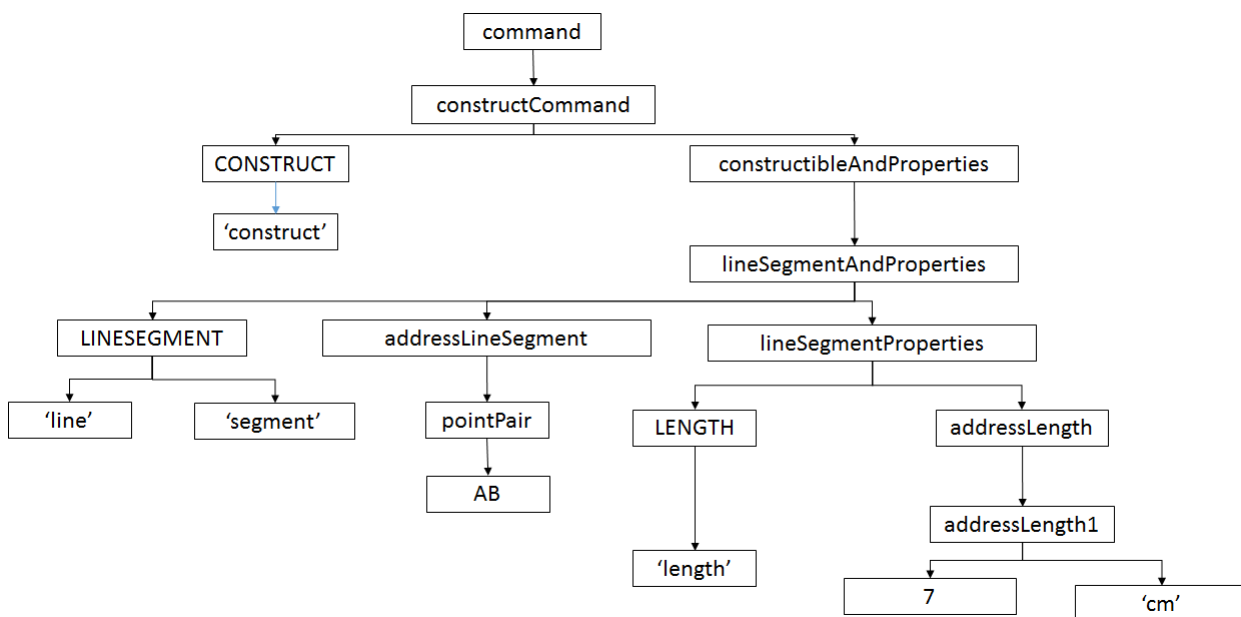 command
constructCommand
CONSTRUCT
constructibleAndProperties
‘construct’
lineSegmentAndProperties
LINESEGMENT
addressLineSegment
lineSegmentProperties
‘line’
‘segment’
pointPair
LENGTH
addressLength
AB
addressLength1
‘length’
7
‘cm’